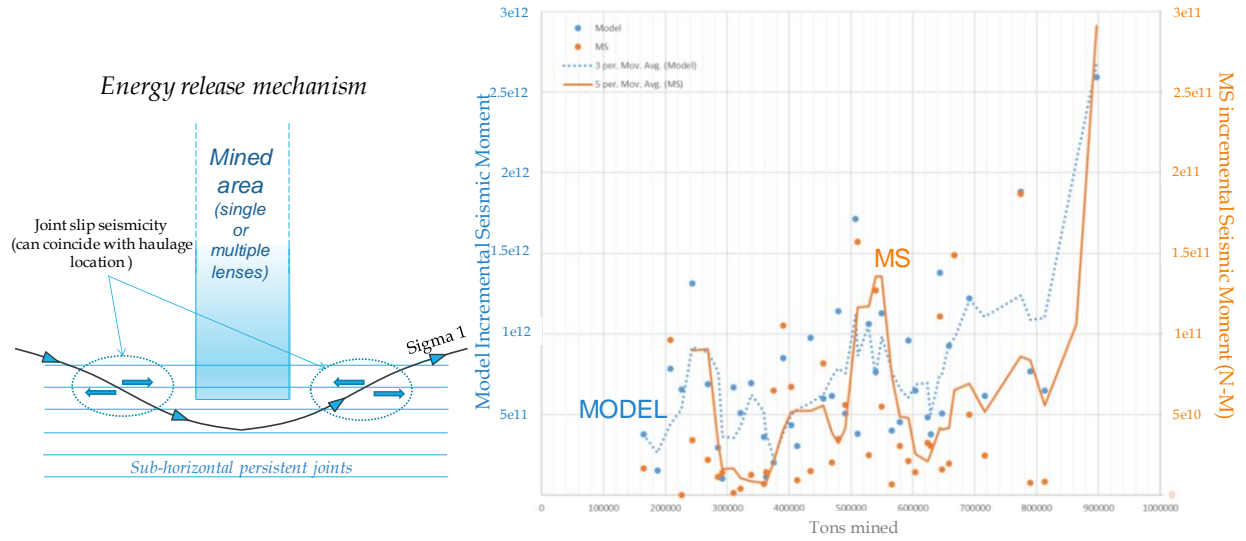 Energy release mechanism
Mined
area
(single
or
multiple
lenses)
Joint slip seismicity
(can coincide with haulage
location )
Sigma 1
Sub-horizontal persistent joints
Model Incremental Seismic Moment
3e12
2.5e12
2e12
1.5e12
1e12
5e11
Model
MS
3 per. Mov. Avg. (Model)
5 per. Mov. Avg. (MS)
MS
MODEL
3e11
2.5e11
2e11
1.5e11
1e11
5e10
0
MS incremental Seismic Moment (N-M)
0
100000
200000
300000
400000
500000
600000
700000
800000
900000
1000000
Tons mined